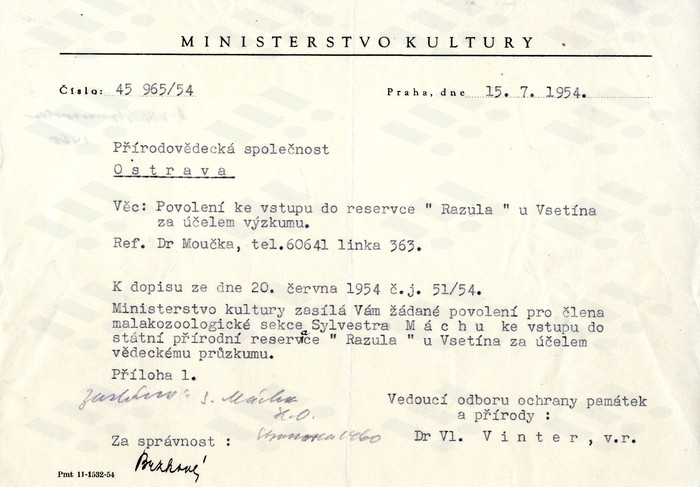 MINISTERSTVO KULTURY
Číslo: 45 965/54
Praha, dne 15. 7. 1954.
Přírodovědecká společnost
Ostrava
Věc: Povolení ke vstupu do reservce " Razula " u Vsetína
za účelem výzkumu.
Ref. Dr Moučka, tel.60641 linka 363.
K dopisu ze dne 20. června 1954 č.j. 51/54.
Ministerstvo kultury zasílá Vám žádané povolení pro člena
malakozoologické sekce Sylvestra M á c h u ke vstupu do
státní přírodní reservace " Razula " u Vsetína za účelem
vědeckému průzkumu.
Příloha 1.
S. Mácha
Vedoucí odboru ochrany památek
a přírody :
Za správnost :
Dr Vl. V i n t e r , v.r.
Pmt 11-1532-54